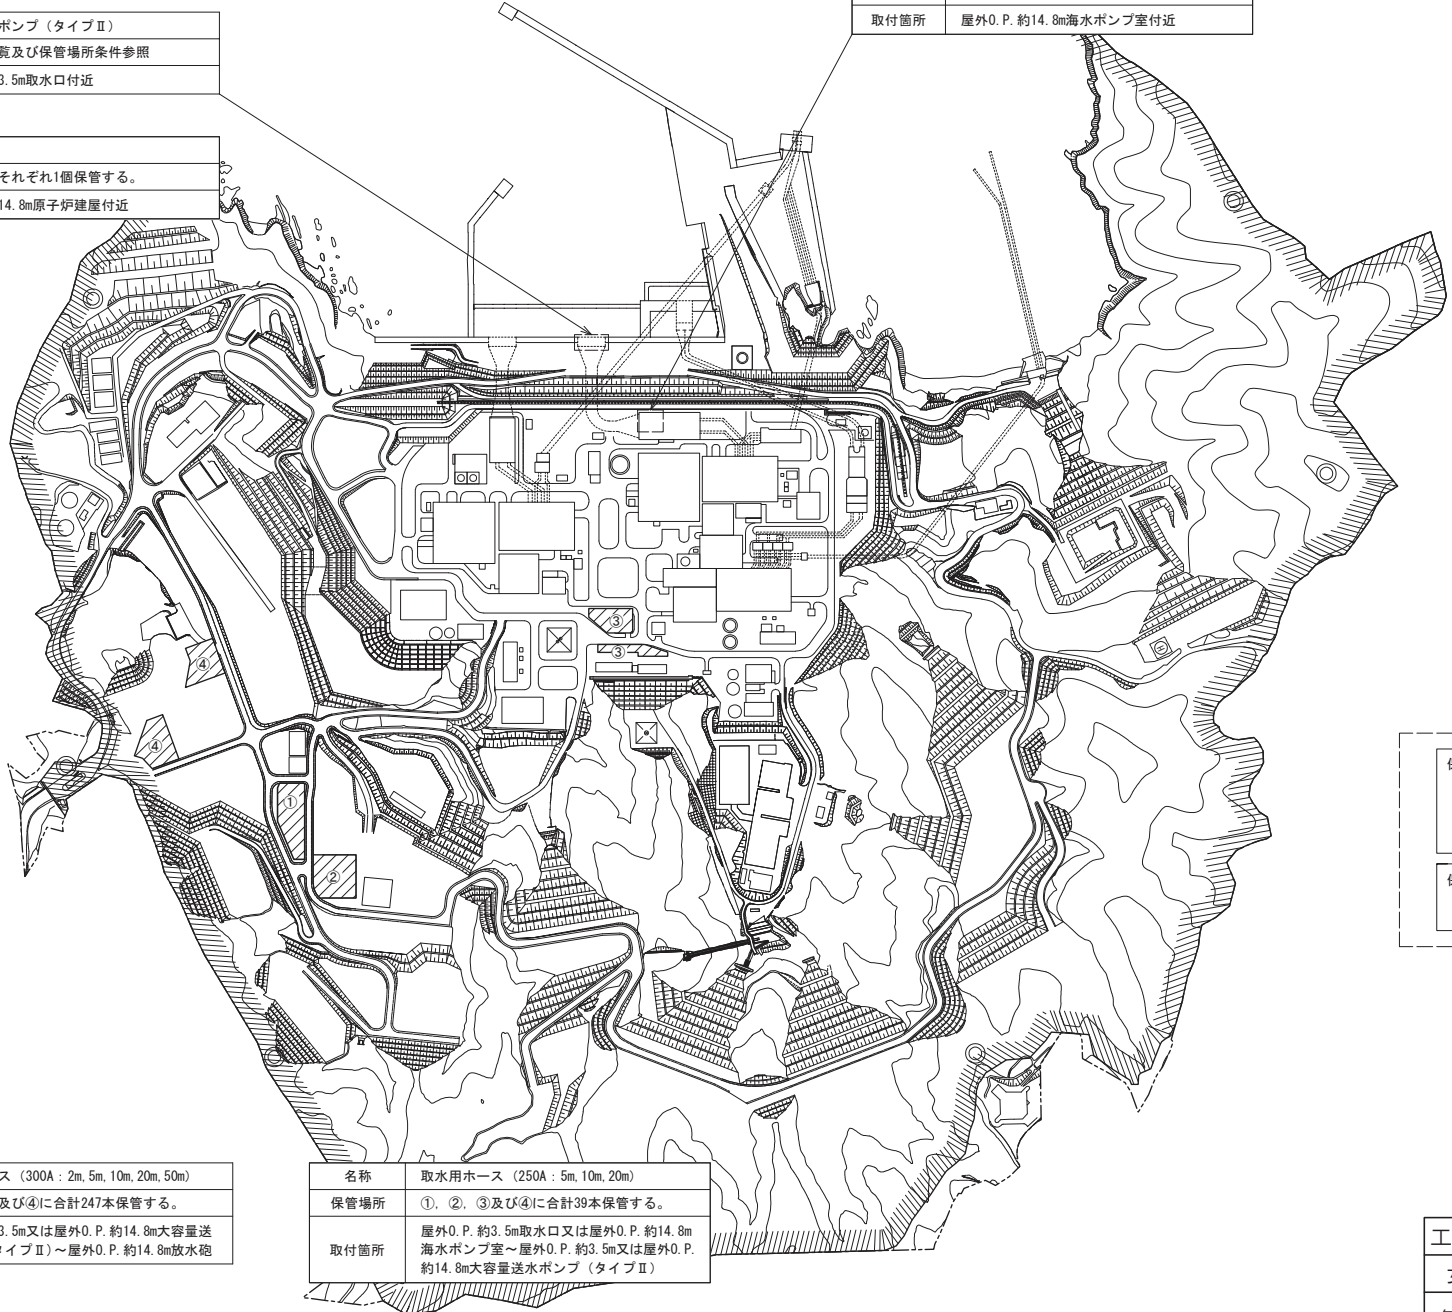 ポンプ（タイプⅡ）
覧及び保管場所条件参照
3.5m取水口付近
取付箇所 屋外O.P.約14.8m海水ポンプ室付近
それぞれ1個保管する。
14.8m原子炉建屋付近
③
③
④
④
①
②
ス（300A：2m,5m,10m,20m,50m）
及び④に合計247本保管する。
3.5m又は屋外O.P.約14.8m大容量送
タイプⅡ）～屋外O.P.約14.8m放水砲
名称 取水用ホース（250A：5m,10m,20m）
保管場所 ①，②，③及び④に合計39本保管する。
取付箇所 屋外O.P.約3.5m取水口又は屋外O.P.約14.8m
海水ポンプ室～屋外O.P.約3.5m又は屋外O.P.
約14.8m大容量送水ポンプ（タイプⅡ）
工